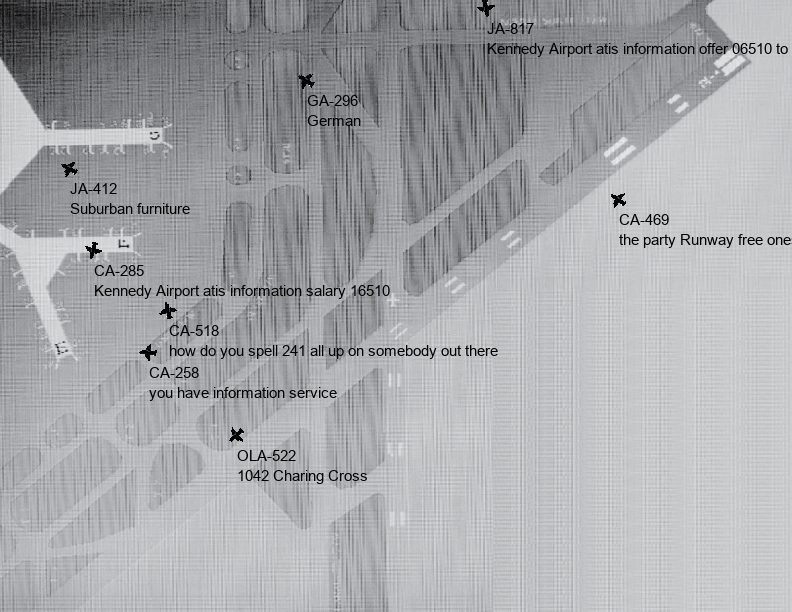 JA-817
Kennedy Airport atis information offer 06510 to
GA-296
German
JA-412
Suburban furniture
CA-469
the party Runway free one
CA-285
Kennedy Airport atis information salary 16510
CA-518
how do you spell 241 all up on somebody out there
CA-258
you have information service
OLA-522
1042 Charing Cross